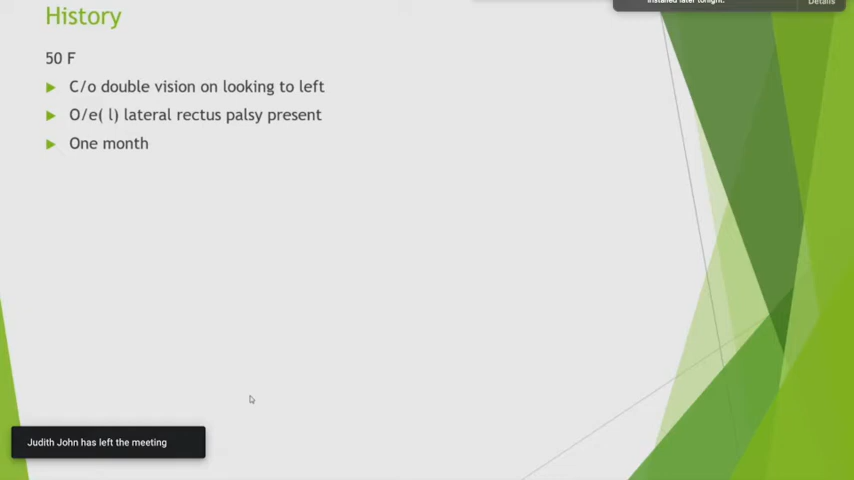 installed later tonight.
Details
History
50 F
C/o double vision on looking to left
O/e( l) lateral rectus palsy present
One month
Judith John has left the meeting